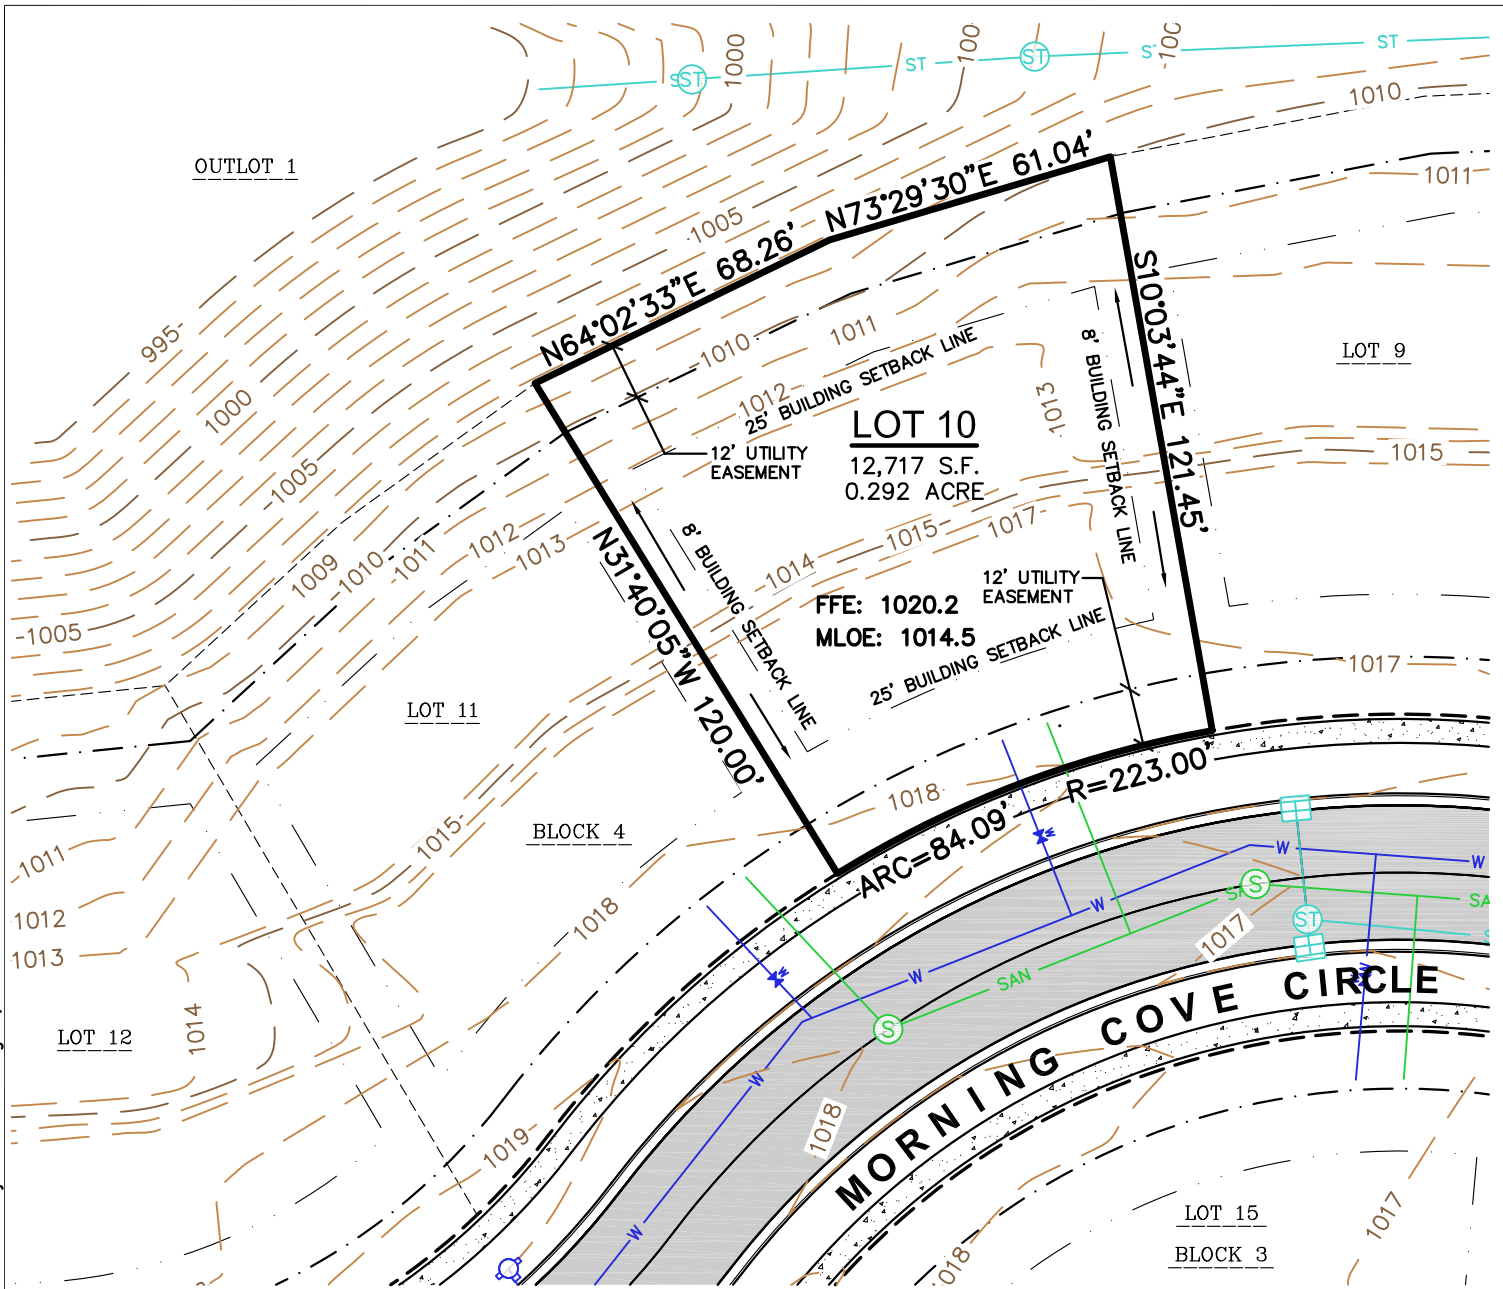 ST
ST
ST
ST
ST
1000
100
100
1010
1011
OUTLOT 1
1005
N73°29'30"E 61.04'
N64°02'33"E 68.26'
S10°03'44"E 121.45'
995
1000
1005
1010
1011
1012
1013
25' BUILDING SETBACK LINE
8' BUILDING SETBACK LINE
LOT 9
LOT 10
12,717 S.F.
0.292 ACRE
12' UTILITY
EASEMENT
1015
1015
1017
1014
1012
1013
1011
1010
1009
1005
8' BUILDING SETBACK LINE
N31°40'05"W 120.00'
12' UTILITY
EASEMENT
FFE: 1020.2
MLOE: 1014.5
25' BUILDING SETBACK LINE
1017
LOT 11
1018
R=223.00'
ARC=84.09'
BLOCK 4
1015
1011
1012
1013
1018
W
W
W
W
W
W
W
W
S
SAN
S
ST
1017
LOT 12
1014
MORNING COVE CIRCLE
1018
1019
LOT 15
BLOCK 3
1017
1018